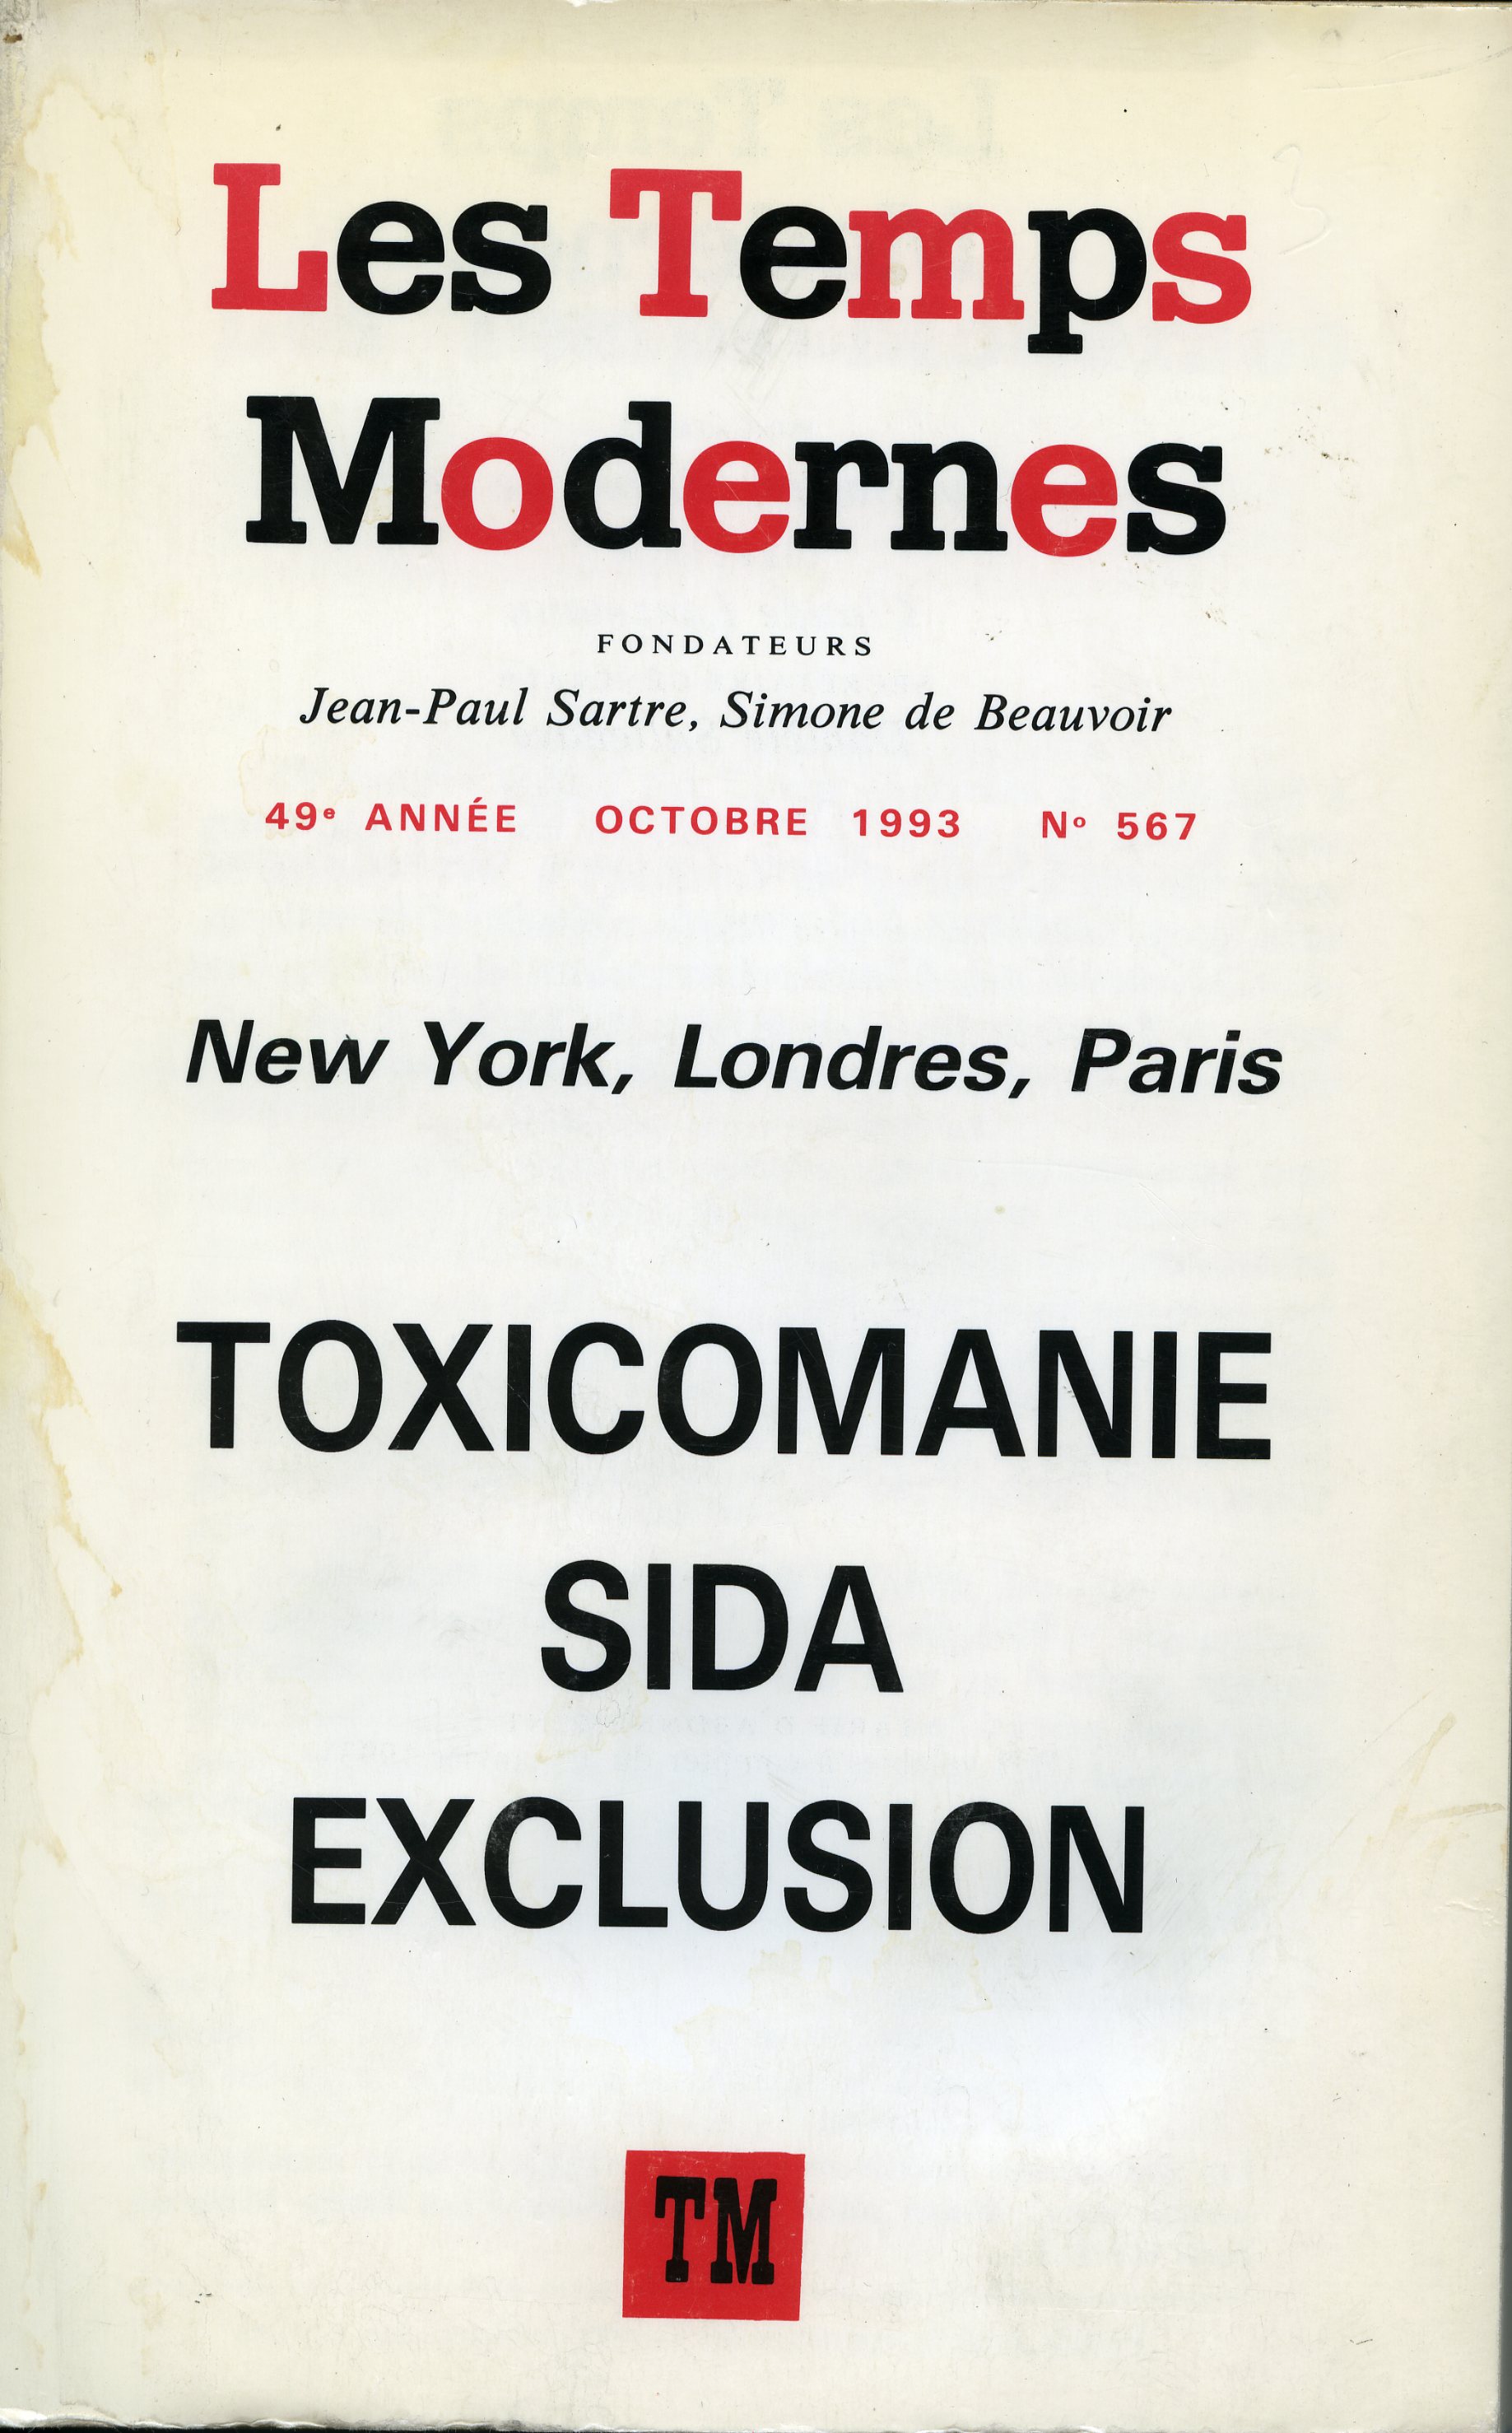 Les Temps
Modernes
FONDATEURS
Jean-Paul Sartre, Simone de Beauvoir
49e ANNÉE OCTOBRE 1993 No 567
New York, Londres, Paris
TOXICOMANIE
SIDA
EXCLUSION
TM